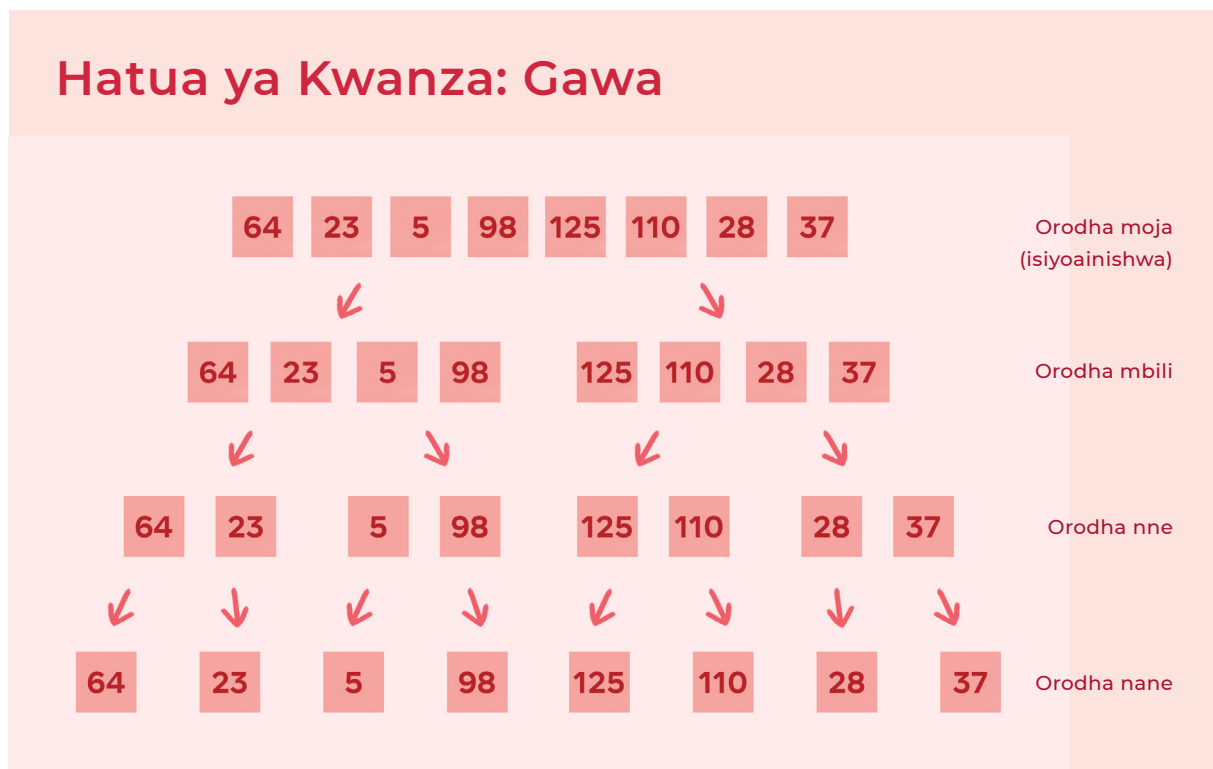 Hatua ya Kwanza: Gawa
64 23 5 98 125 110 28 37
Orodha moja
(isiyoainishwa)
64 23 5 98 125 110 28 37
Orodha mbili
64 23 5 98 125 110 28 37
Orodha nne
64 23 5 98 125 110 28 37
Orodha nane